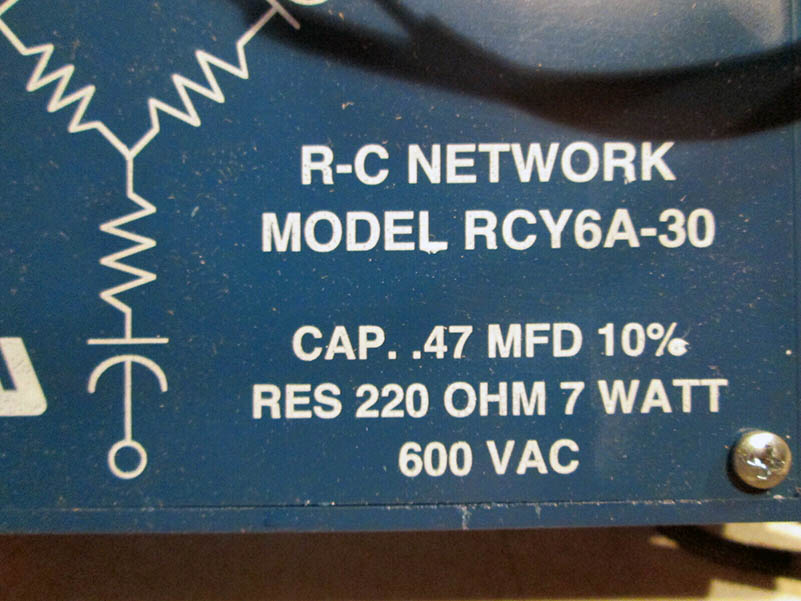 R-C NETWORK
MODEL RCY6A-30
CAP. .47 MFD 10%
RES 220 OHM 7 WATT
600 VAC